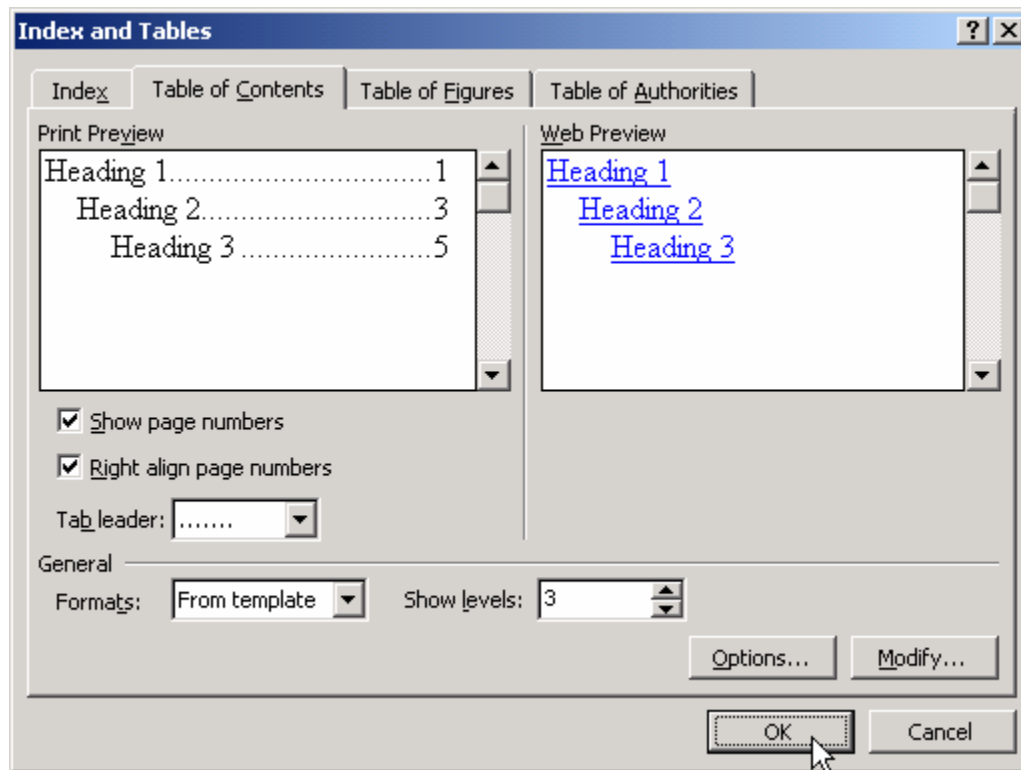 Index and Tables
Index Table of Contents Table of Figures Table of Authorities
Print Preview
Heading 1..............................1
Heading 2...........................3
Heading 3 ......................5
Web Preview
Heading 1
Heading 2
Heading 3
Show page numbers
Right align page numbers
Tab leader: .......
General
Formats: From template Show levels: 3
Options... Modify...
OK Cancel